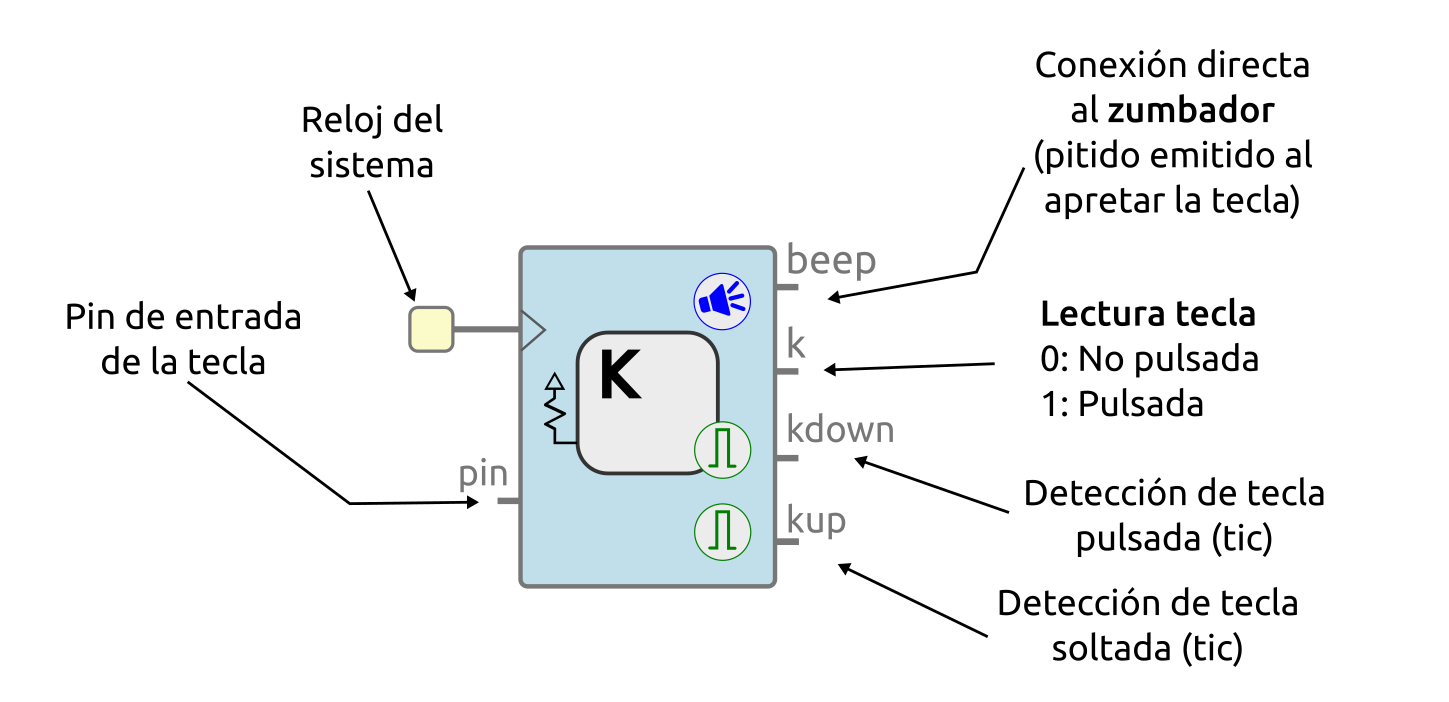 Conexión directa
al zumbador
(pitido emitido al
apretar la tecla)
Reloj del
sistema
beep
Pin de entrada
de la tecla
Lectura tecla
0: No pulsada
1: Pulsada
k
K
kdown
pin
Detección de tecla
pulsada (tic)
kup
Detección de tecla
soltada (tic)